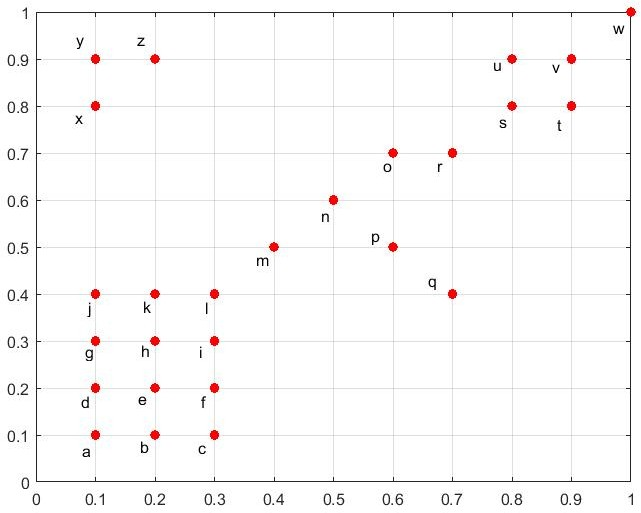 1
w
y z
0.9
u v
x
0.8
s t
0.7
o r
0.6
n
p
0.5
m
q
0.4
j k l
0.3
g h i
0.2
d e f
0.1
a b c
0
0 0.1 0.2 0.3 0.4 0.5 0.6 0.7 0.8 0.9 1